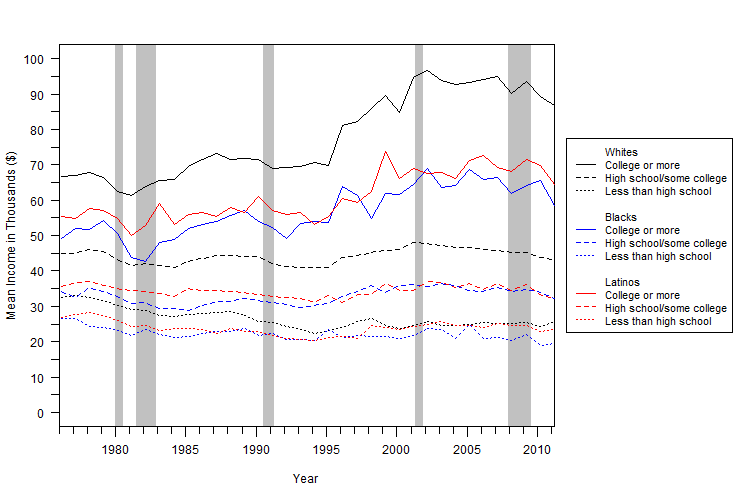 100
90
80
70
60
50
40
30
20
10
0
Mean Income in Thousands ($)
1980 1985 1990 1995 2000 2005 2010
Year
Whites
College or more
High school/some college
Less than high school
Blacks
College or more
High school/some college
Less than high school
Latinos
College or more
High school/some college
Less than high school